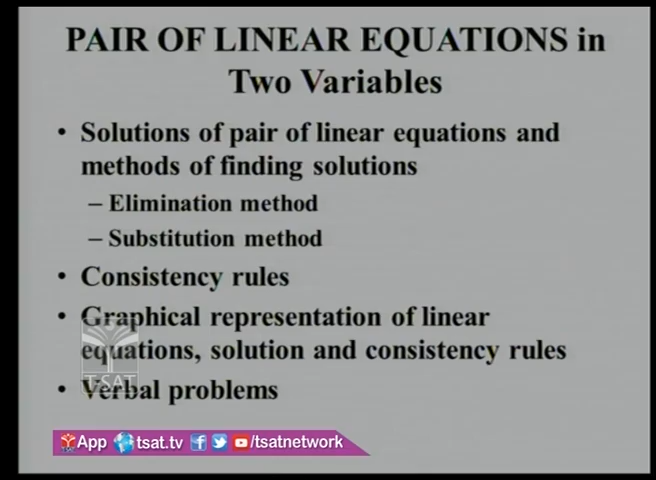 PAIR OF LINEAR EQUATIONS in
Two Variables
• Solutions of pair of linear equations and
methods of finding solutions
– Elimination method
– Substitution method
• Consistency rules
• Graphical representation of linear
equations, solution and consistency rules
• Verbal problems
T-SAT
App tsat.tv /tsatnetwork